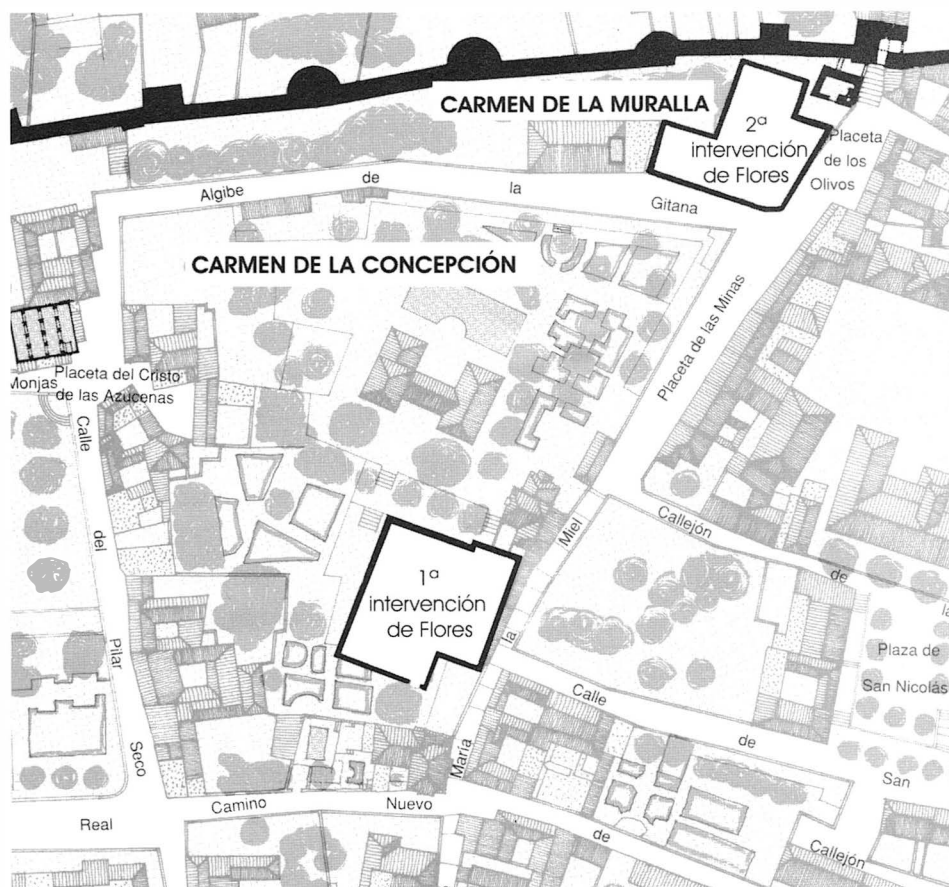 CARMEN DE LA MURALLA
2ª
intervención
de Flores
Placeta
de los
Olivos
Algibe de la Gitana
CARMEN DE LA CONCEPCIÓN
Placeta de las Minas
Monjas
Placeta del Cristo
de las Azucenas
Calle del Pilar Seco
1ª
intervención
de Flores
María la Miel
Callejón de la
Plaza de
San Nicolás
Calle de San
Real
Camino Nuevo de
Callejón